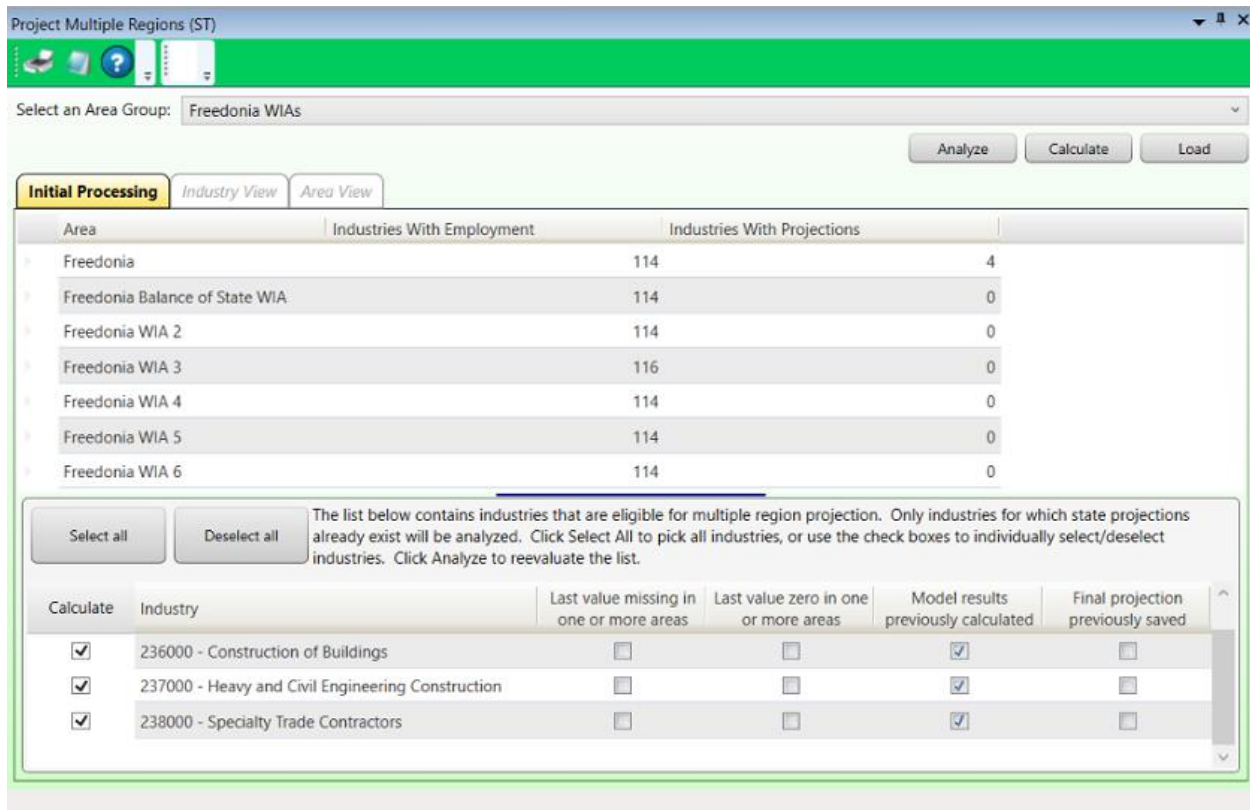 Project Multiple Regions (ST)
Select an Area Group: Freedonia WIAs
Analyze Calculate Load
Initial Processing Industry View Area View
Area Industries With Employment Industries With Projections
Freedonia 114 4
Freedonia Balance of State WIA 114 0
Freedonia WIA 2 114 0
Freedonia WIA 3 116 0
Freedonia WIA 4 114 0
Freedonia WIA 5 114 0
Freedonia WIA 6 114 0
Select all Deselect all
The list below contains industries that are eligible for multiple region projection. Only industries for which state projections
already exist will be analyzed. Click Select All to pick all industries, or use the check boxes to individually select/deselect
industries. Click Analyze to reevaluate the list.
Calculate Industry
Last value missing in one or more areas
Last value zero in one or more areas
Model results previously calculated
Final projection previously saved
236000 - Construction of Buildings
237000 - Heavy and Civil Engineering Construction
238000 - Specialty Trade Contractors